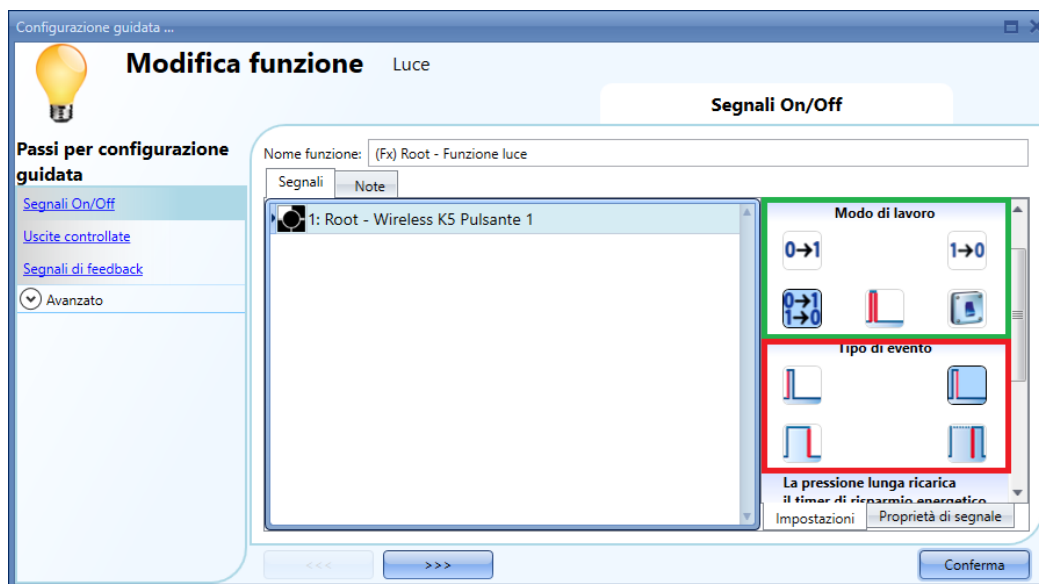 Configurazione guidata ...
Modifica funzione Luce
Segnali On/Off
Passi per configurazione
guidata
Segnali On/Off
Uscite controllate
Segnali di feedback
Avanzato
Nome funzione: (Fx) Root - Funzione luce
Segnali Note
1: Root - Wireless K5 Pulsante 1
Modo di lavoro
0→1 1→0
0→1
1→0
Tipo di evento
La pressione lunga ricarica
il timer di risparmio energetico
Impostazioni Proprietà di segnale
<<< >>> Conferma